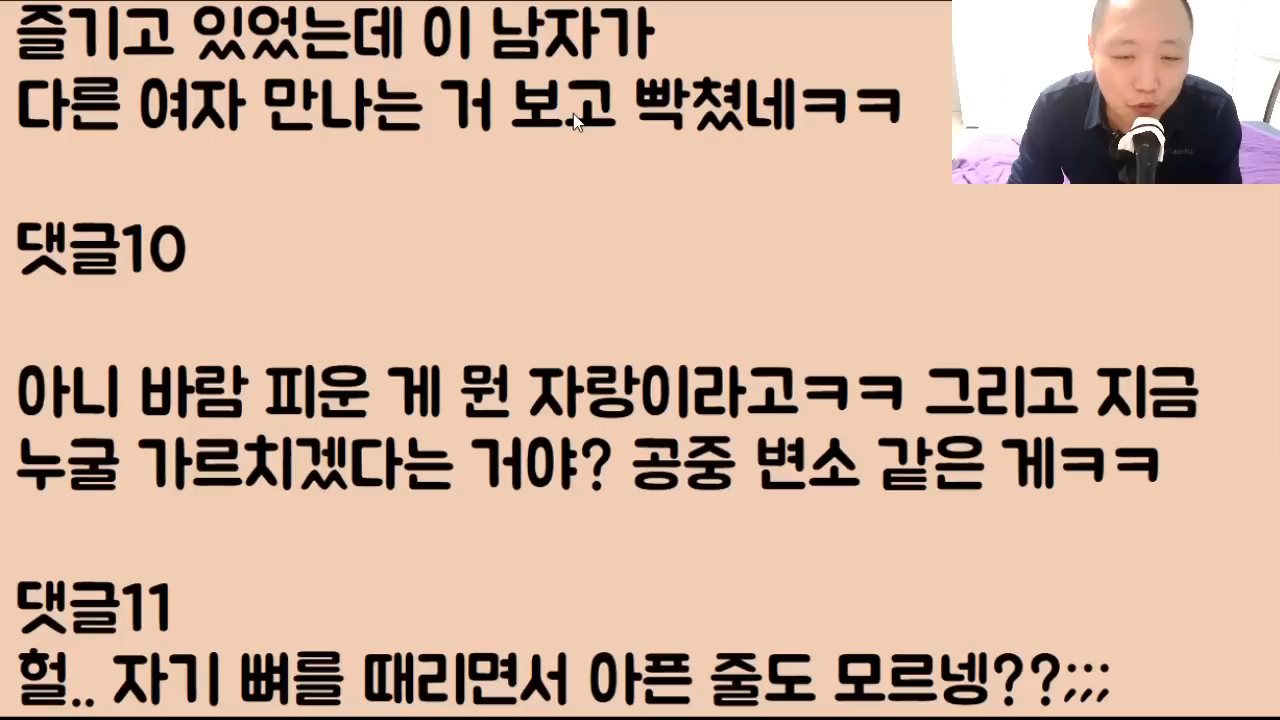 즐기고 있었는데 이 남자가
다른 여자 만나는 거 보고 빡쳤네ㅋㅋ
댓글10
아니 바람 피운 게 뭔 자랑이라고ㅋㅋ 그리고 지금
누굴 가르치겠다는 거야? 공중 변소 같은 게ㅋㅋ
댓글11
헐.. 자기 뼈를 때리면서 아픈 줄도 모르넹??;;;